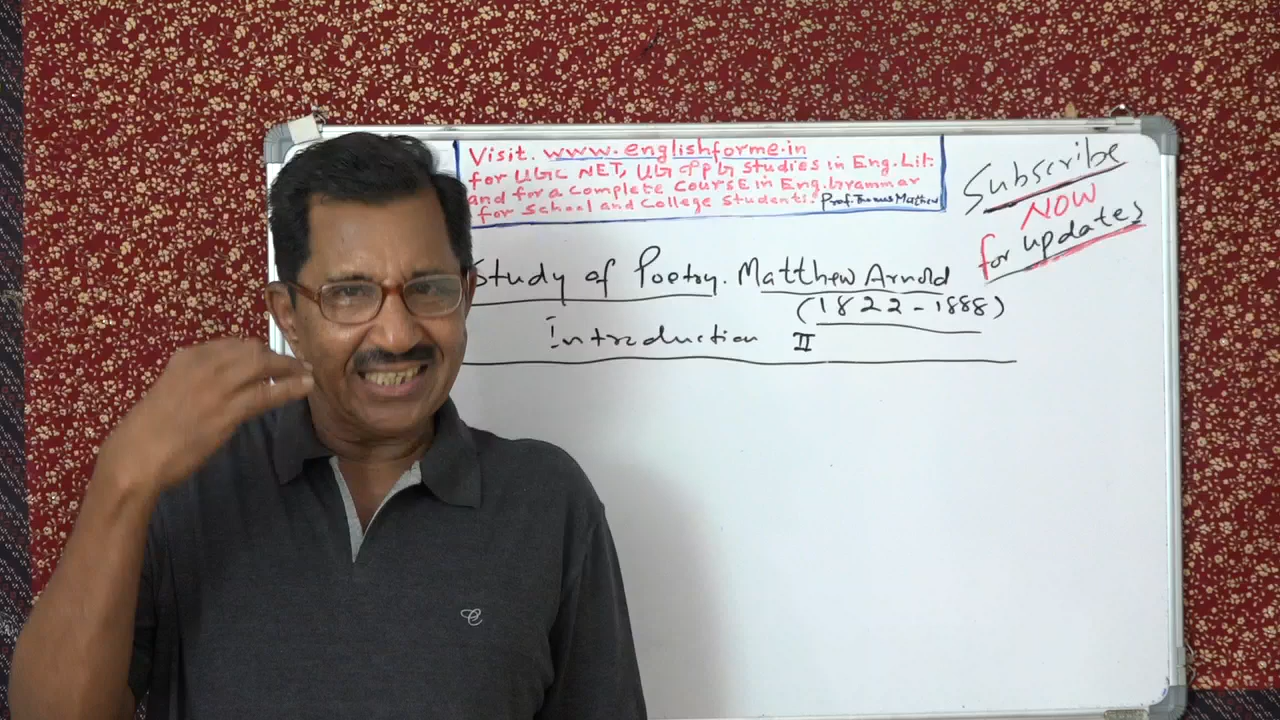 Visit. www.englishforme.in
for UGC NET, UG & PG Studies in Eng. Lit.
and for a Complete Course in Eng. Grammar
for School and College Students. Prof. Thomas Mathew
Subscribe
NOW
for updates
Study of Poetry. Matthew Arnold
(1822-1888)
Introduction II